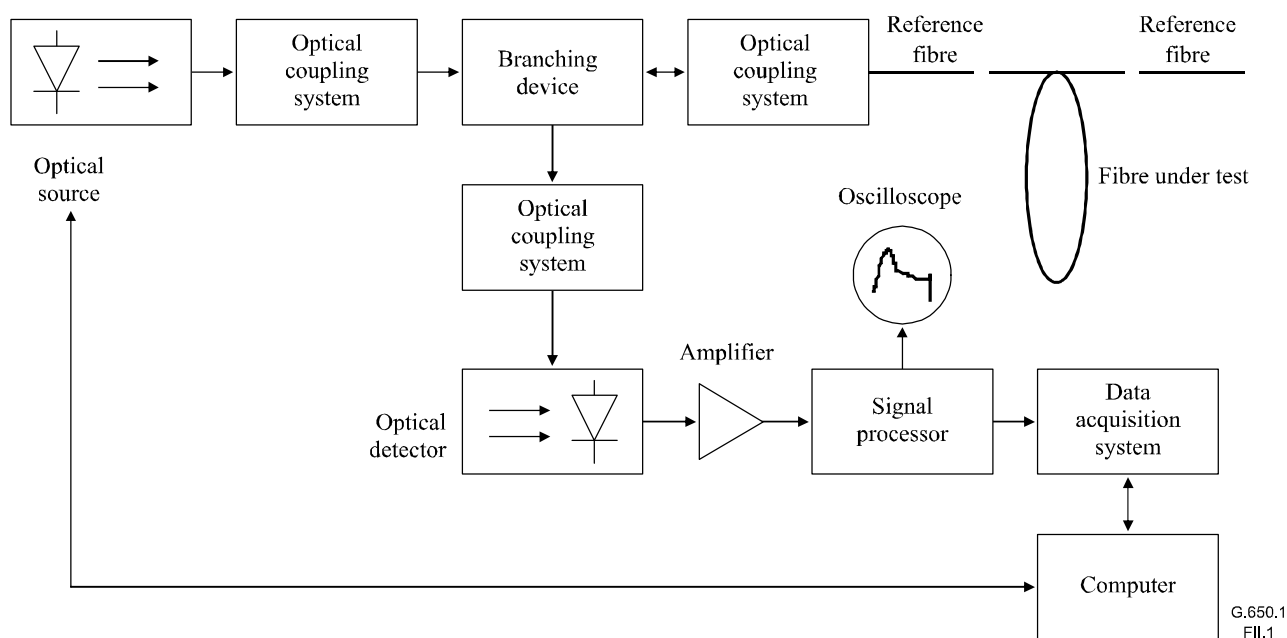 Reference
fibre
Reference
fibre
Optical
coupling
system
Branching
device
Optical
coupling
system
Optical
source
Fibre under test
Optical
coupling
system
Oscilloscope
Amplifier
Optical
detector
Signal
processor
Data
acquisition
system
Computer
G.650.1
FII.1